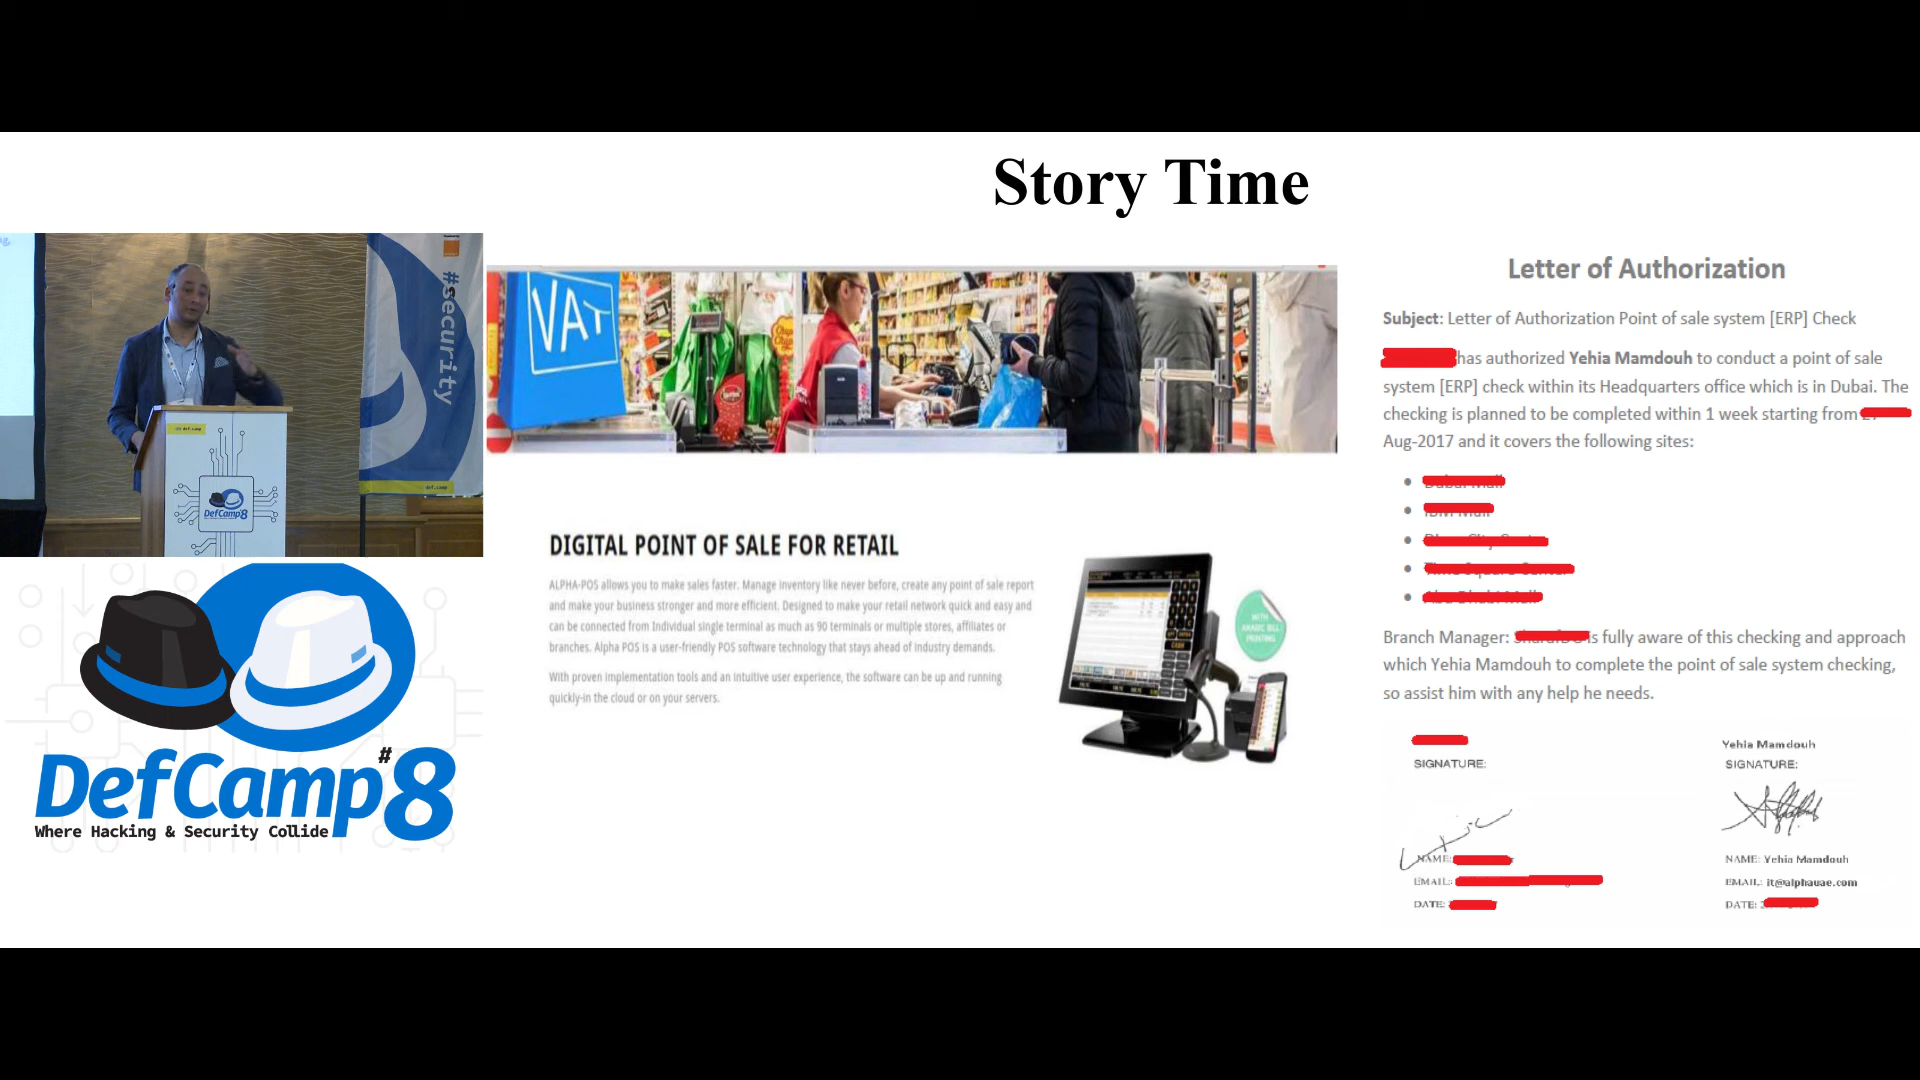 Story Time
#security
def.camp
def.camp
DefCamp8
DefCamp#8
Where Hacking & Security Collide
VAT
DIGITAL POINT OF SALE FOR RETAIL
ALPHA-POS allows you to make sales faster. Manage inventory like never before, create any point of sale report
and make your business stronger and more efficient. Designed to make your retail network quick and easy and
can be connected from Individual single terminal as much as 90 terminals or multiple stores, affiliates or
branches. Alpha POS is a user-friendly POS software technology that stays ahead of industry demands.
With proven implementation tools and an intuitive user experience, the software can be up and running
quickly-in the cloud or on your servers.
WITH
ARABIC BILL
PRINTING
Letter of Authorization
Subject: Letter of Authorization Point of sale system [ERP] Check
has authorized Yehia Mamdouh to conduct a point of sale
system [ERP] check within its Headquarters office which is in Dubai. The
checking is planned to be completed within 1 week starting from
Aug-2017 and it covers the following sites:
Branch Manager: is fully aware of this checking and approach
which Yehia Mamdouh to complete the point of sale system checking,
so assist him with any help he needs.
SIGNATURE:
NAME:
EMAIL:
DATE:
Yehia Mamdouh
SIGNATURE:
NAME: Yehia Mamdouh
EMAIL: it@alphauae.com
DATE: